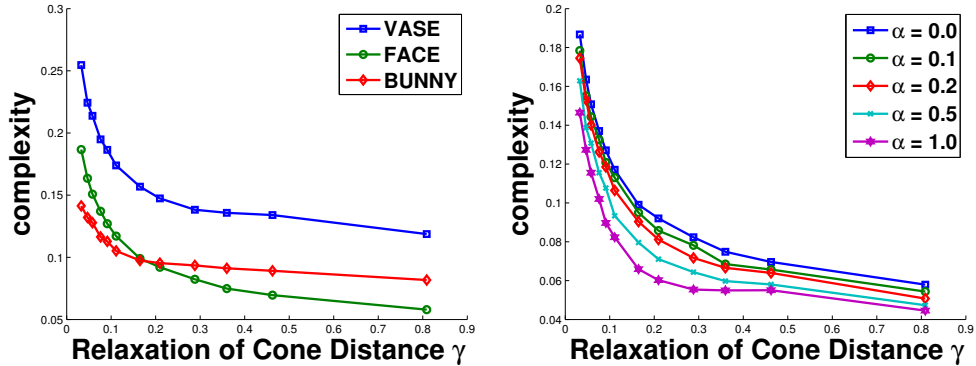 0.3
0.25
0.2
0.15
0.1
0.05
complexity
0 0.1 0.2 0.3 0.4 0.5 0.6 0.7 0.8 0.9
Relaxation of Cone Distance γ
VASE
FACE
BUNNY
0.2
0.18
0.16
0.14
0.12
0.1
0.08
0.06
0.04
complexity
0 0.1 0.2 0.3 0.4 0.5 0.6 0.7 0.8 0.9
Relaxation of Cone Distance γ
α = 0.0
α = 0.1
α = 0.2
α = 0.5
α = 1.0